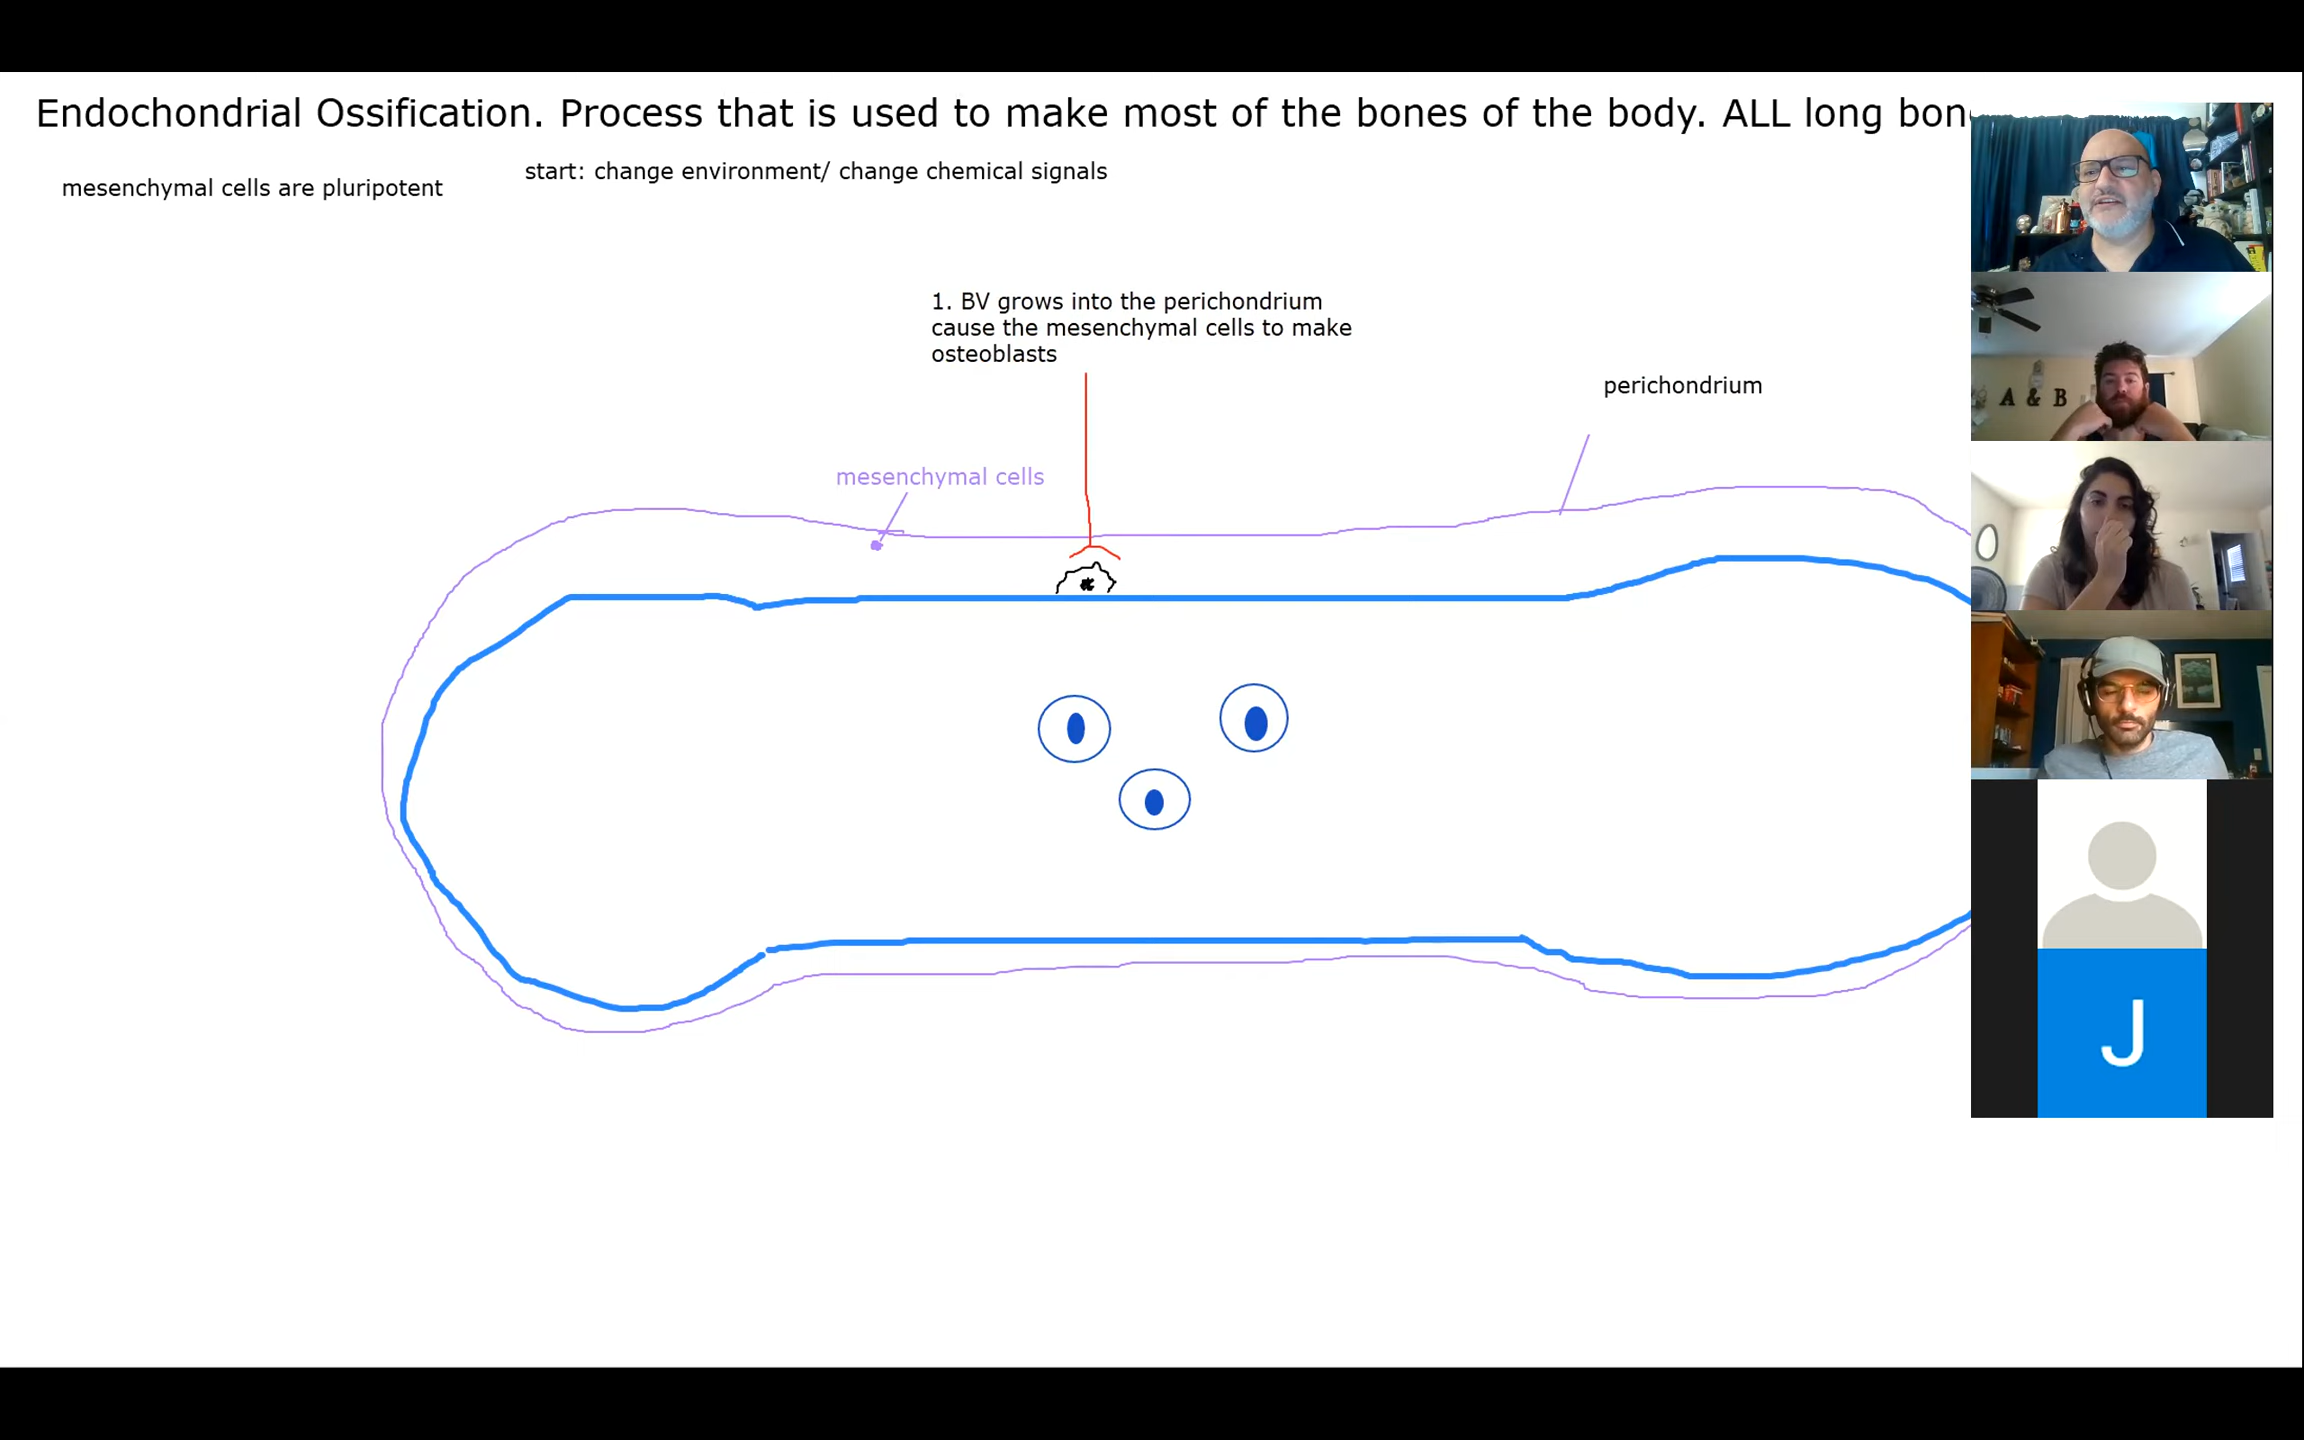 Endochondrial Ossification. Process that is used to make most of the bones of the body. ALL long
mesenchymal cells are pluripotent
start: change environment/ change chemical signals
1. BV grows into the perichondrium
cause the mesenchymal cells to make
osteoblasts
perichondrium
mesenchymal cells
A & B
J